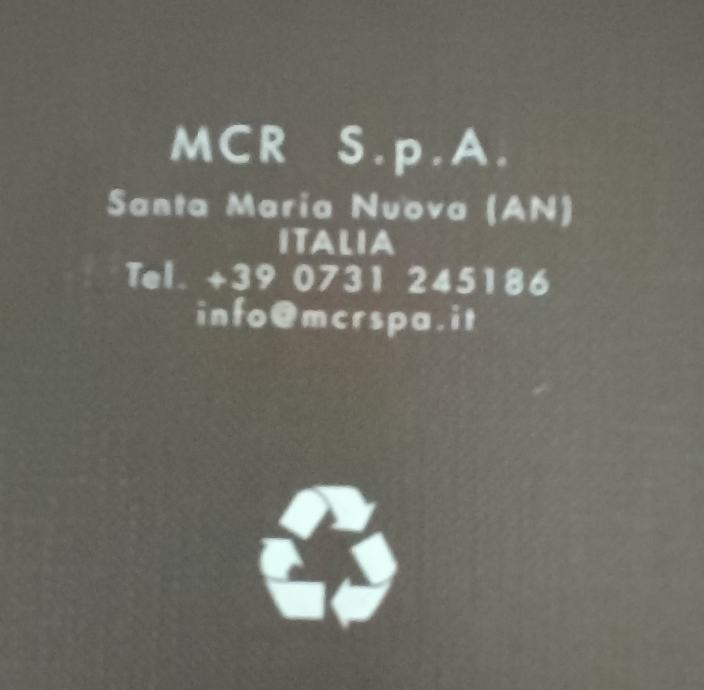 MCR S.p.A.
Santa Maria Nuova (AN)
ITALIA
Tel. +39 0731 245186
info@mcrspa.it